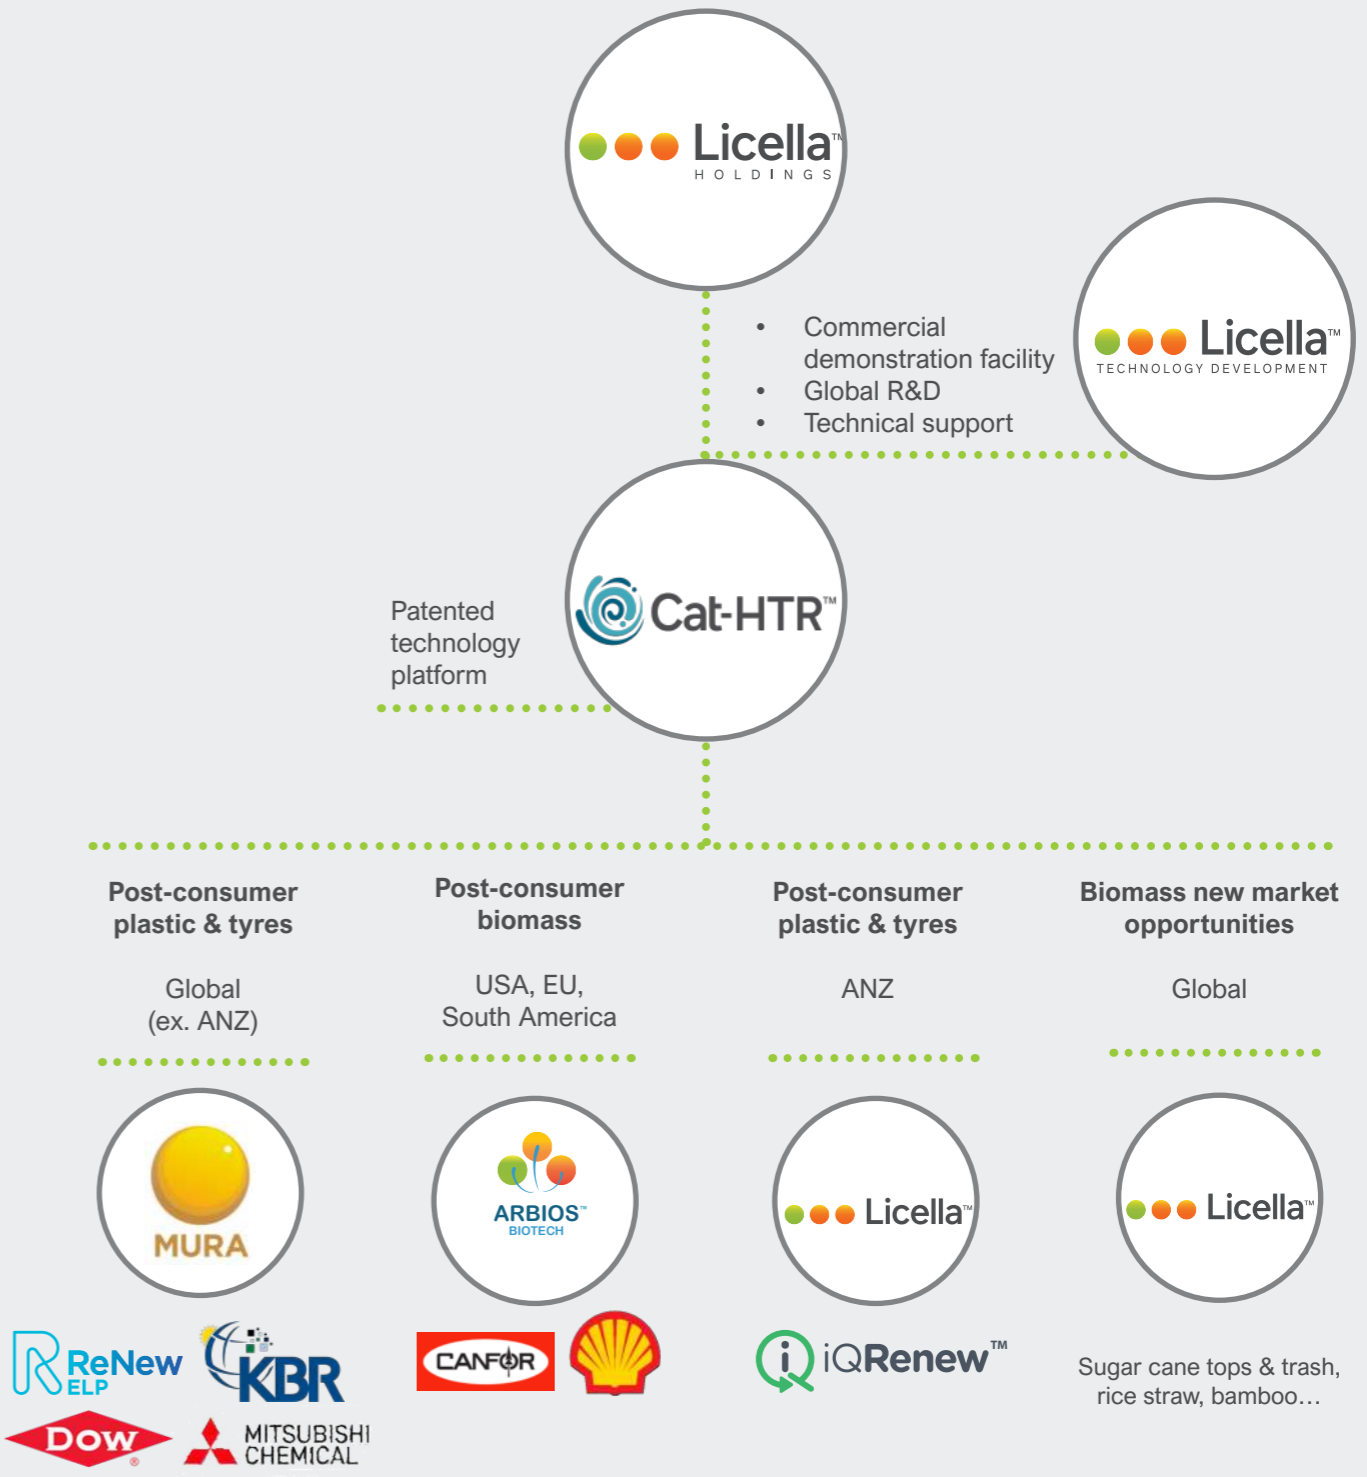 Licella™
HOLDINGS
• Commercial
demonstration facility
• Global R&D
• Technical support
Licella™
TECHNOLOGY DEVELOPMENT
Patented
technology
platform
Cat-HTR™
Post-consumer
plastic & tyres
Global
(ex. ANZ)
MURA
ReNew
ELP
KBR
DOW®
MITSUBISHI
CHEMICAL
Post-consumer
biomass
USA, EU,
South America
ARBIOS™
BIOTECH
CANFOR
Post-consumer
plastic & tyres
ANZ
Licella™
iQRenew™
Biomass new market
opportunities
Global
Licella™
Sugar cane tops & trash,
rice straw, bamboo…